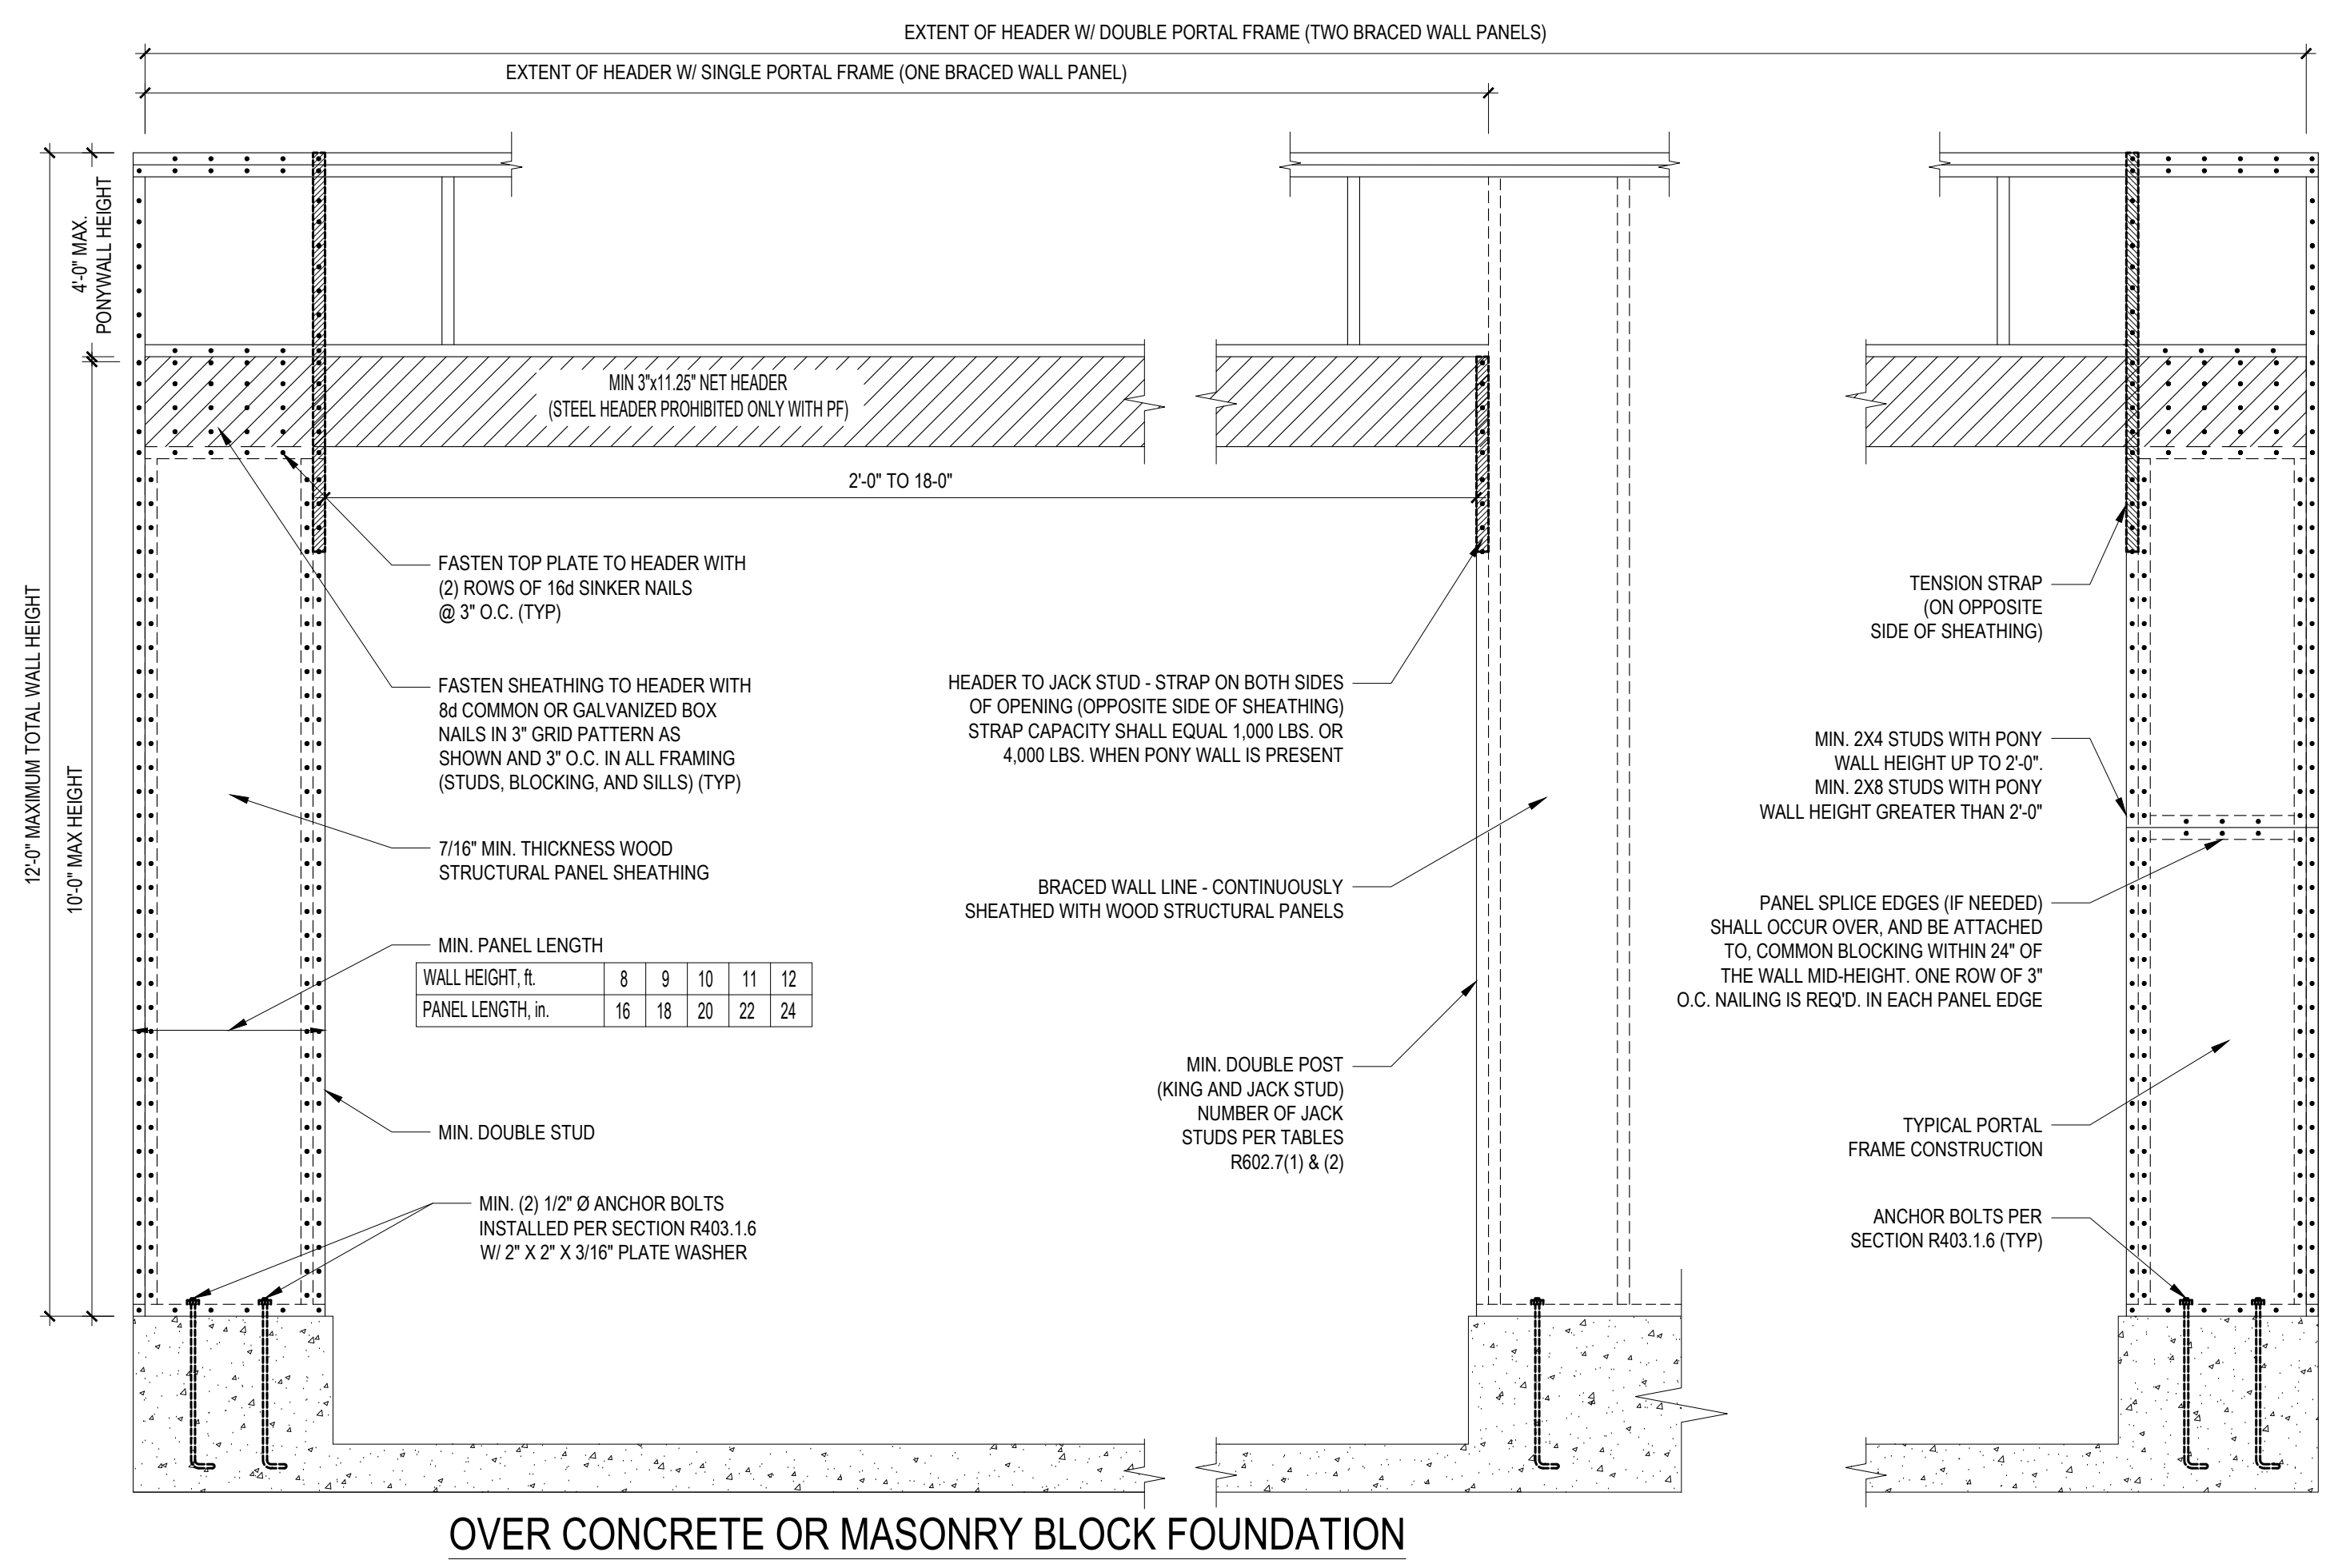 EXTENT OF HEADER W/ DOUBLE PORTAL FRAME (TWO BRACED WALL PANELS)
EXTENT OF HEADER W/ SINGLE PORTAL FRAME (ONE BRACED WALL PANEL)
4'-0" MAX.
PONYWALL HEIGHT
12'-0" MAXIMUM TOTAL WALL HEIGHT
10'-0" MAX HEIGHT
MIN 3"x11.25" NET HEADER
(STEEL HEADER PROHIBITED ONLY WITH PF)
2'-0" TO 18-0"
FASTEN TOP PLATE TO HEADER WITH
(2) ROWS OF 16d SINKER NAILS
@ 3" O.C. (TYP)
FASTEN SHEATHING TO HEADER WITH
8d COMMON OR GALVANIZED BOX
NAILS IN 3" GRID PATTERN AS
SHOWN AND 3" O.C. IN ALL FRAMING
(STUDS, BLOCKING, AND SILLS) (TYP)
7/16" MIN. THICKNESS WOOD
STRUCTURAL PANEL SHEATHING
MIN. PANEL LENGTH
WALL HEIGHT, ft. 8 9 10 11 12
PANEL LENGTH, in. 16 18 20 22 24
MIN. DOUBLE STUD
MIN. (2) 1/2" Ø ANCHOR BOLTS
INSTALLED PER SECTION R403.1.6
W/ 2" X 2" X 3/16" PLATE WASHER
HEADER TO JACK STUD - STRAP ON BOTH SIDES
OF OPENING (OPPOSITE SIDE OF SHEATHING)
STRAP CAPACITY SHALL EQUAL 1,000 LBS. OR
4,000 LBS. WHEN PONY WALL IS PRESENT
BRACED WALL LINE - CONTINUOUSLY
SHEATHED WITH WOOD STRUCTURAL PANELS
MIN. DOUBLE POST
(KING AND JACK STUD)
NUMBER OF JACK
STUDS PER TABLES
R602.7(1) & (2)
TENSION STRAP
(ON OPPOSITE
SIDE OF SHEATHING)
MIN. 2X4 STUDS WITH PONY
WALL HEIGHT UP TO 2'-0".
MIN. 2X8 STUDS WITH PONY
WALL HEIGHT GREATER THAN 2'-0"
PANEL SPLICE EDGES (IF NEEDED)
SHALL OCCUR OVER, AND BE ATTACHED
TO, COMMON BLOCKING WITHIN 24" OF
THE WALL MID-HEIGHT. ONE ROW OF 3"
O.C. NAILING IS REQ'D. IN EACH PANEL EDGE
TYPICAL PORTAL
FRAME CONSTRUCTION
ANCHOR BOLTS PER
SECTION R403.1.6 (TYP)
OVER CONCRETE OR MASONRY BLOCK FOUNDATION